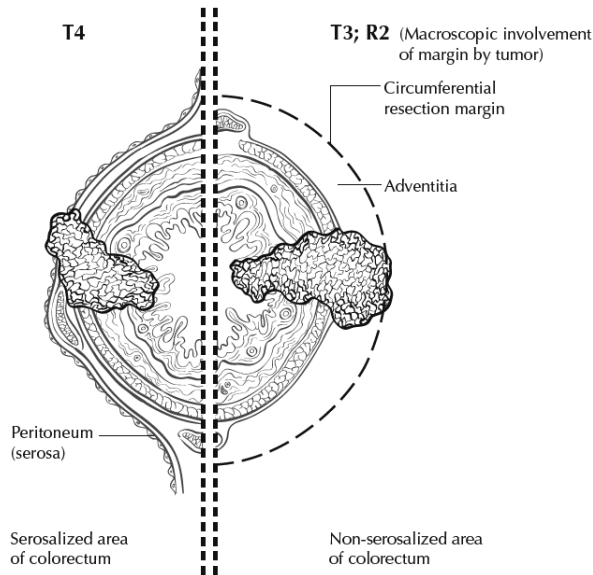 T4
T3; R2 (Macroscopic involvement
of margin by tumor)
Circumferential
resection margin
Adventitia
Peritoneum
(serosa)
Serosalized area
of colorectum
Non-serosalized area
of colorectum